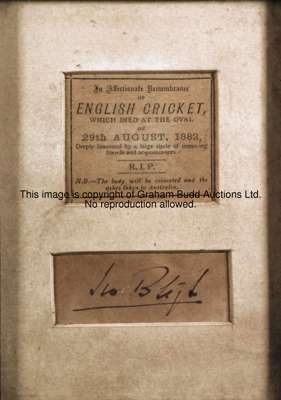 In Affectionate Remembrance
OF
ENGLISH CRICKET,
WHICH DIED AT THE OVAL
ON
29th AUGUST, 1882,
Deeply lamented by a large circle of sorrowing
friends and acquaintances
R.I.P.
N.B.—The body will be cremated and the
ashes taken to Australia.
This image is copyright of Graham Budd Auctions Ltd.
No reproduction allowed.
Ivo Bligh